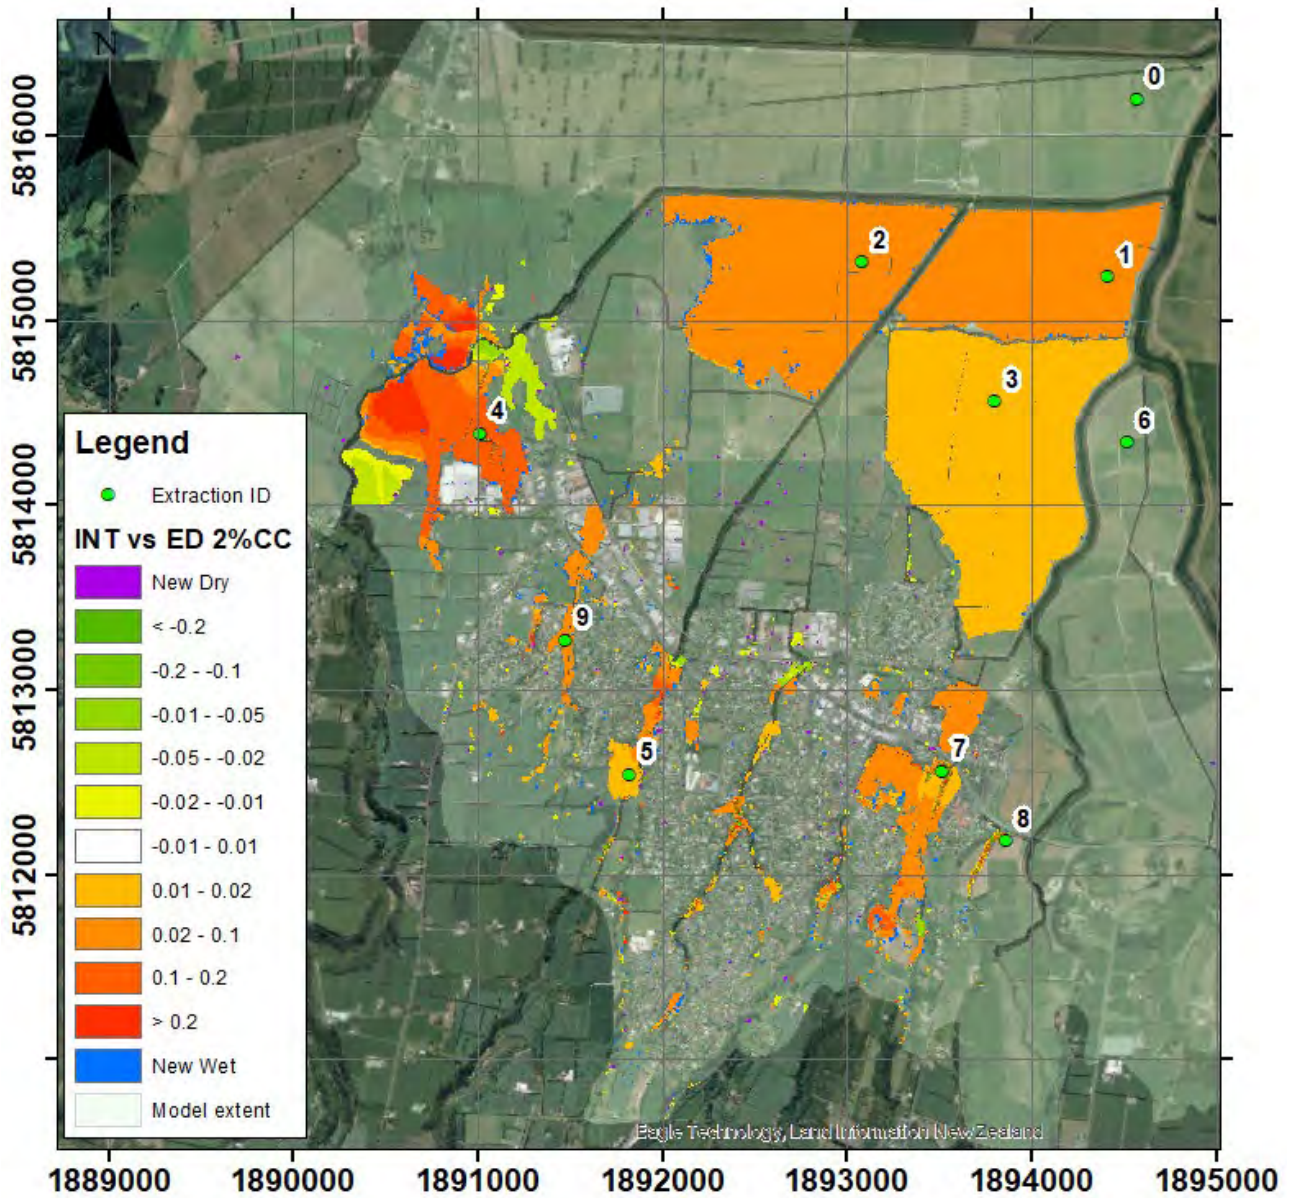 N
0
5816000
2
1
5815000
3
4
6
Legend
Extraction ID
5814000
INT vs ED 2%CC
New Dry
< -0.2
-0.2 - -0.1
-0.01 - -0.05
-0.05 - -0.02
-0.02 - -0.01
-0.01 - 0.01
0.01 - 0.02
0.02 - 0.1
0.1 - 0.2
> 0.2
New Wet
Model extent
9
5813000
5
7
8
5812000
Eagle Technology, Land Information New Zealand
1889000 1890000 1891000 1892000 1893000 1894000 1895000